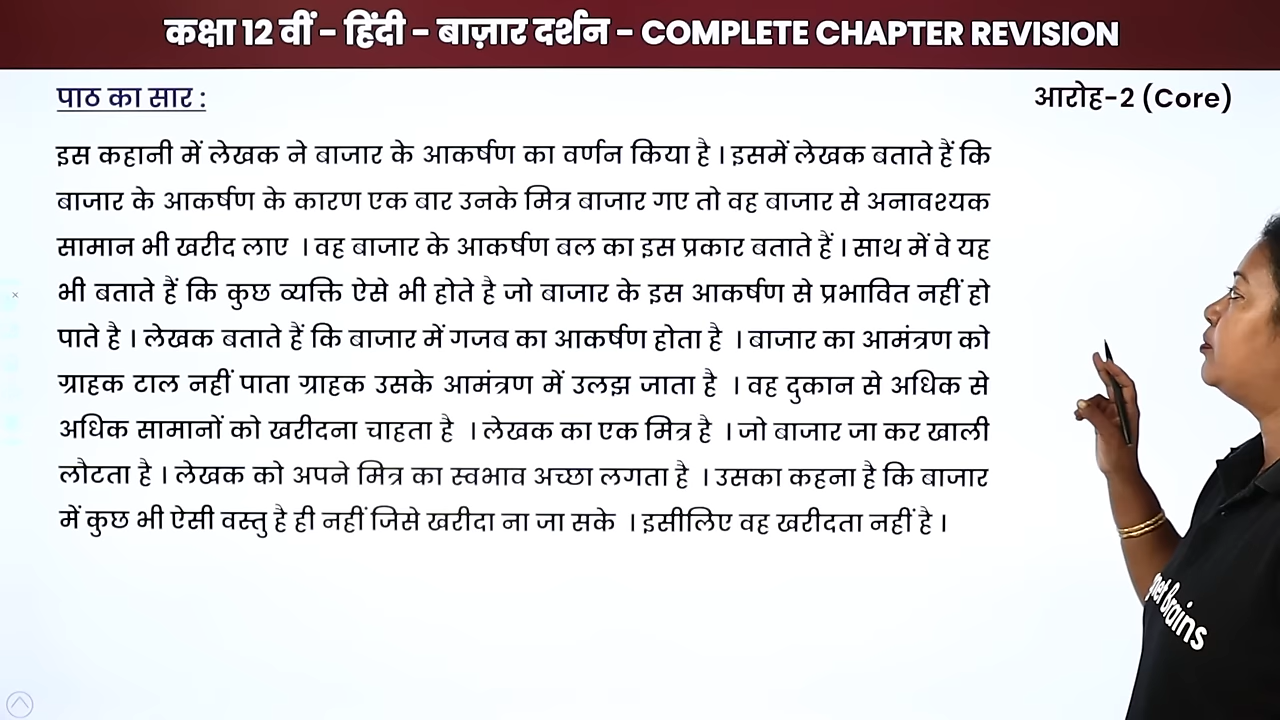 कक्षा 12 वीं - हिंदी - बाज़ार दर्शन - COMPLETE CHAPTER REVISION
पाठ का सार :
आरोह-2 (Core)
इस कहानी में लेखक ने बाजार के आकर्षण का वर्णन किया है । इसमें लेखक बताते हैं कि
बाजार के आकर्षण के कारण एक बार उनके मित्र बाजार गए तो वह बाजार से अनावश्यक
सामान भी खरीद लाए । वह बाजार के आकर्षण बल का इस प्रकार बताते हैं । साथ में वे यह
भी बताते हैं कि कुछ व्यक्ति ऐसे भी होते है जो बाजार के इस आकर्षण से प्रभावित नहीं हो
पाते है । लेखक बताते हैं कि बाजार में गजब का आकर्षण होता है । बाजार का आमंत्रण को
ग्राहक टाल नहीं पाता ग्राहक उसके आमंत्रण में उलझ जाता है । वह दुकान से अधिक से
अधिक सामानों को खरीदना चाहता है । लेखक का एक मित्र है । जो बाजार जा कर खाली
लौटता है । लेखक को अपने मित्र का स्वभाव अच्छा लगता है । उसका कहना है कि बाजार
में कुछ भी ऐसी वस्तु है ही नहीं जिसे खरीदा ना जा सके । इसीलिए वह खरीदता नहीं है ।
Brains